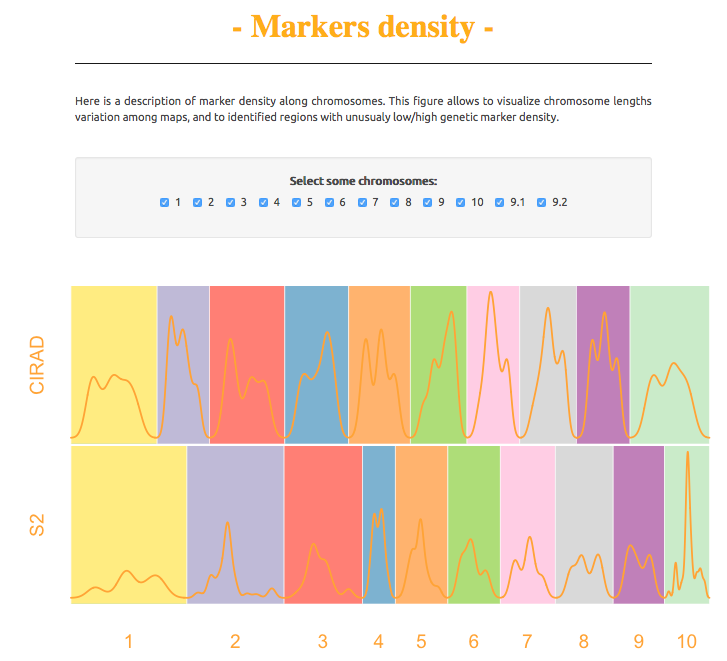 - Markers density -
Here is a description of marker density along chromosomes. This figure allows to visualize chromosome lengths
variation among maps, and to identified regions with unusualy low/high genetic marker density.
Select some chromosomes:
1 2 3 4 5 6 7 8 9 10 9.1 9.2
CIRAD
S2
1 2 3 4 5 6 7 8 9 10